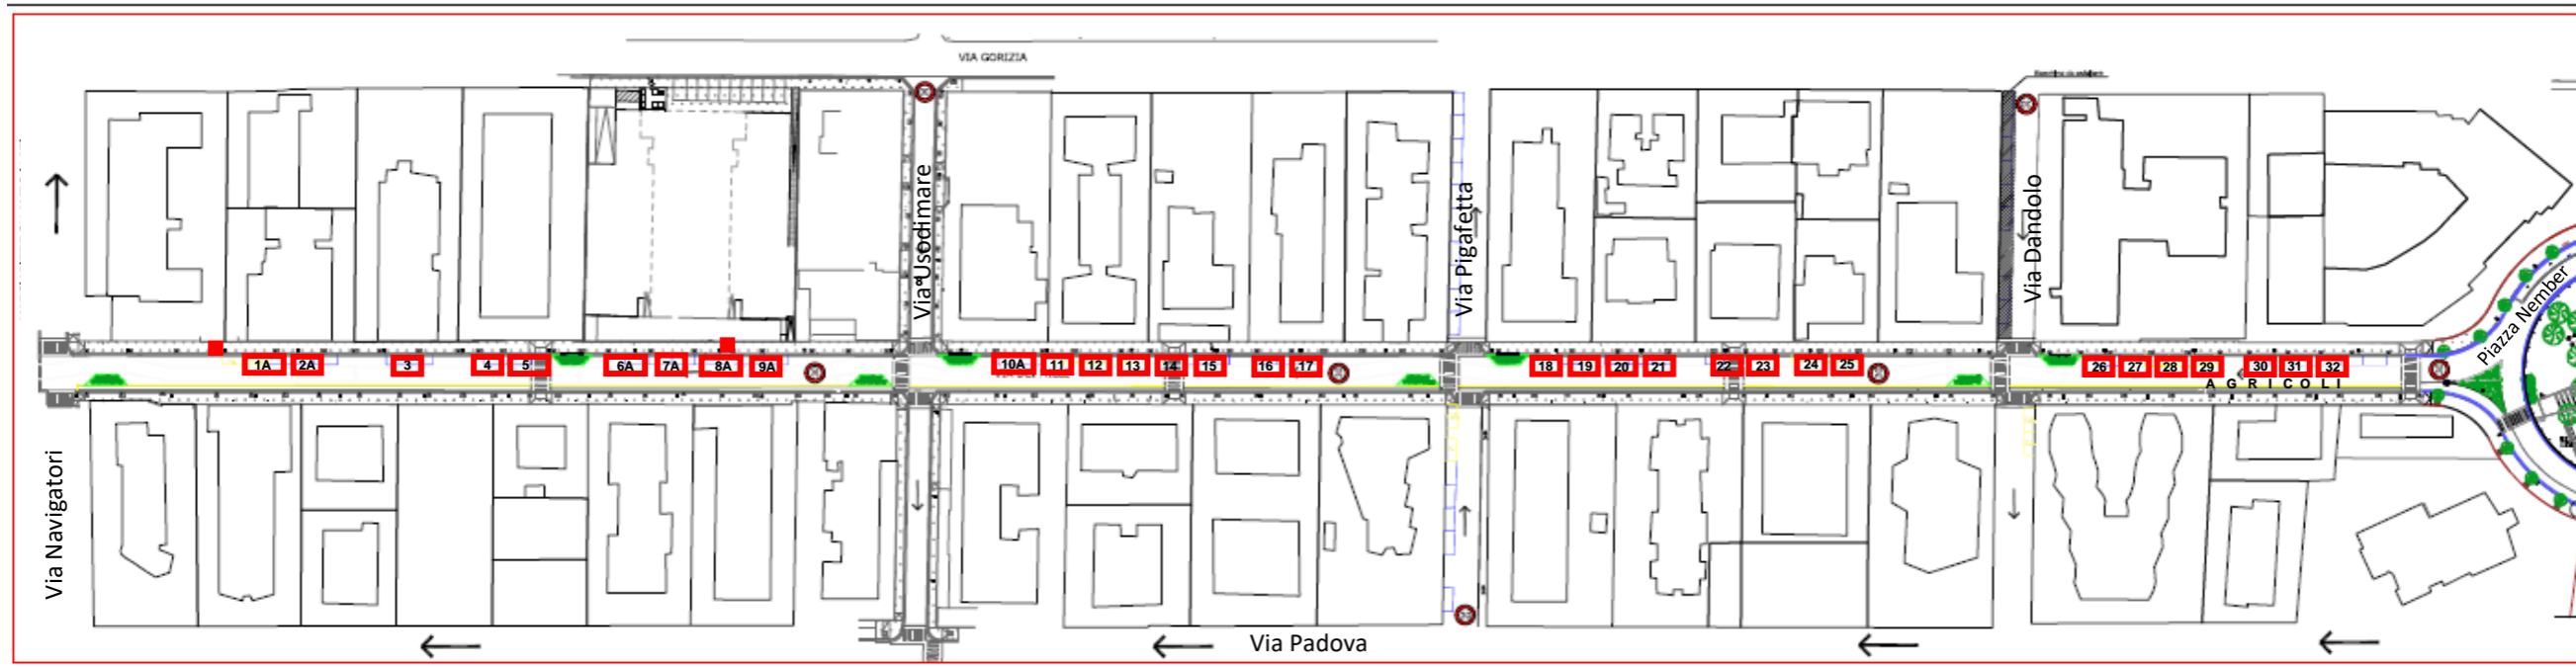 VIA GORIZIA
Via Usodimare
Via Pigafetta
Via Dandolo
Piazza Nember
1A 2A 3 4 5 6A 7A 8A 9A 10A 11 12 13 14 15 16 17 18 19 20 21 22 23 24 25 26 27 28 29 30 31 32
AGRICOLI
Via Navigatori
Via Padova